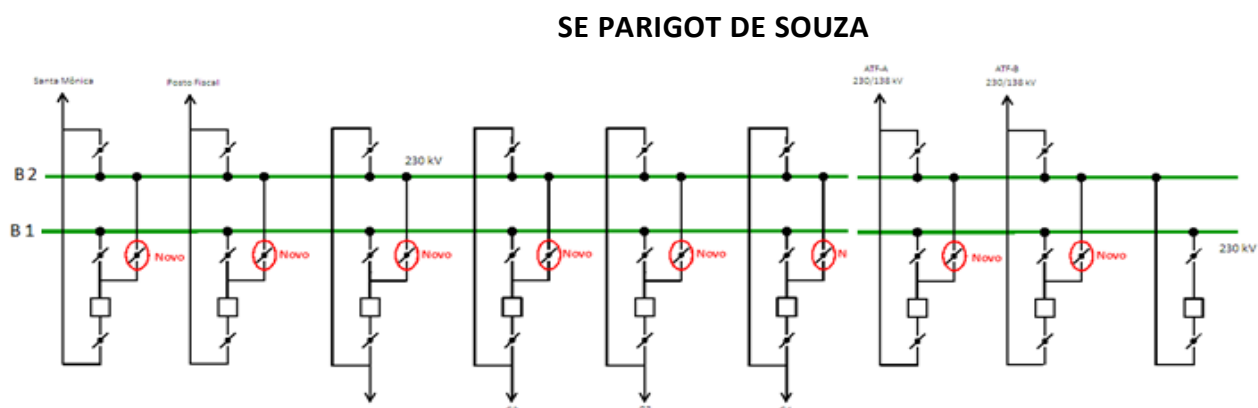 SE PARIGOT DE SOUZA
Santa Mônica
Posto Fiscal
ATF-A
230/138 kV
ATF-B
230/138 kV
230 kV
B 2
B 1
230 kV
Novo
Novo
Novo
Novo
Novo
N
Novo
Novo